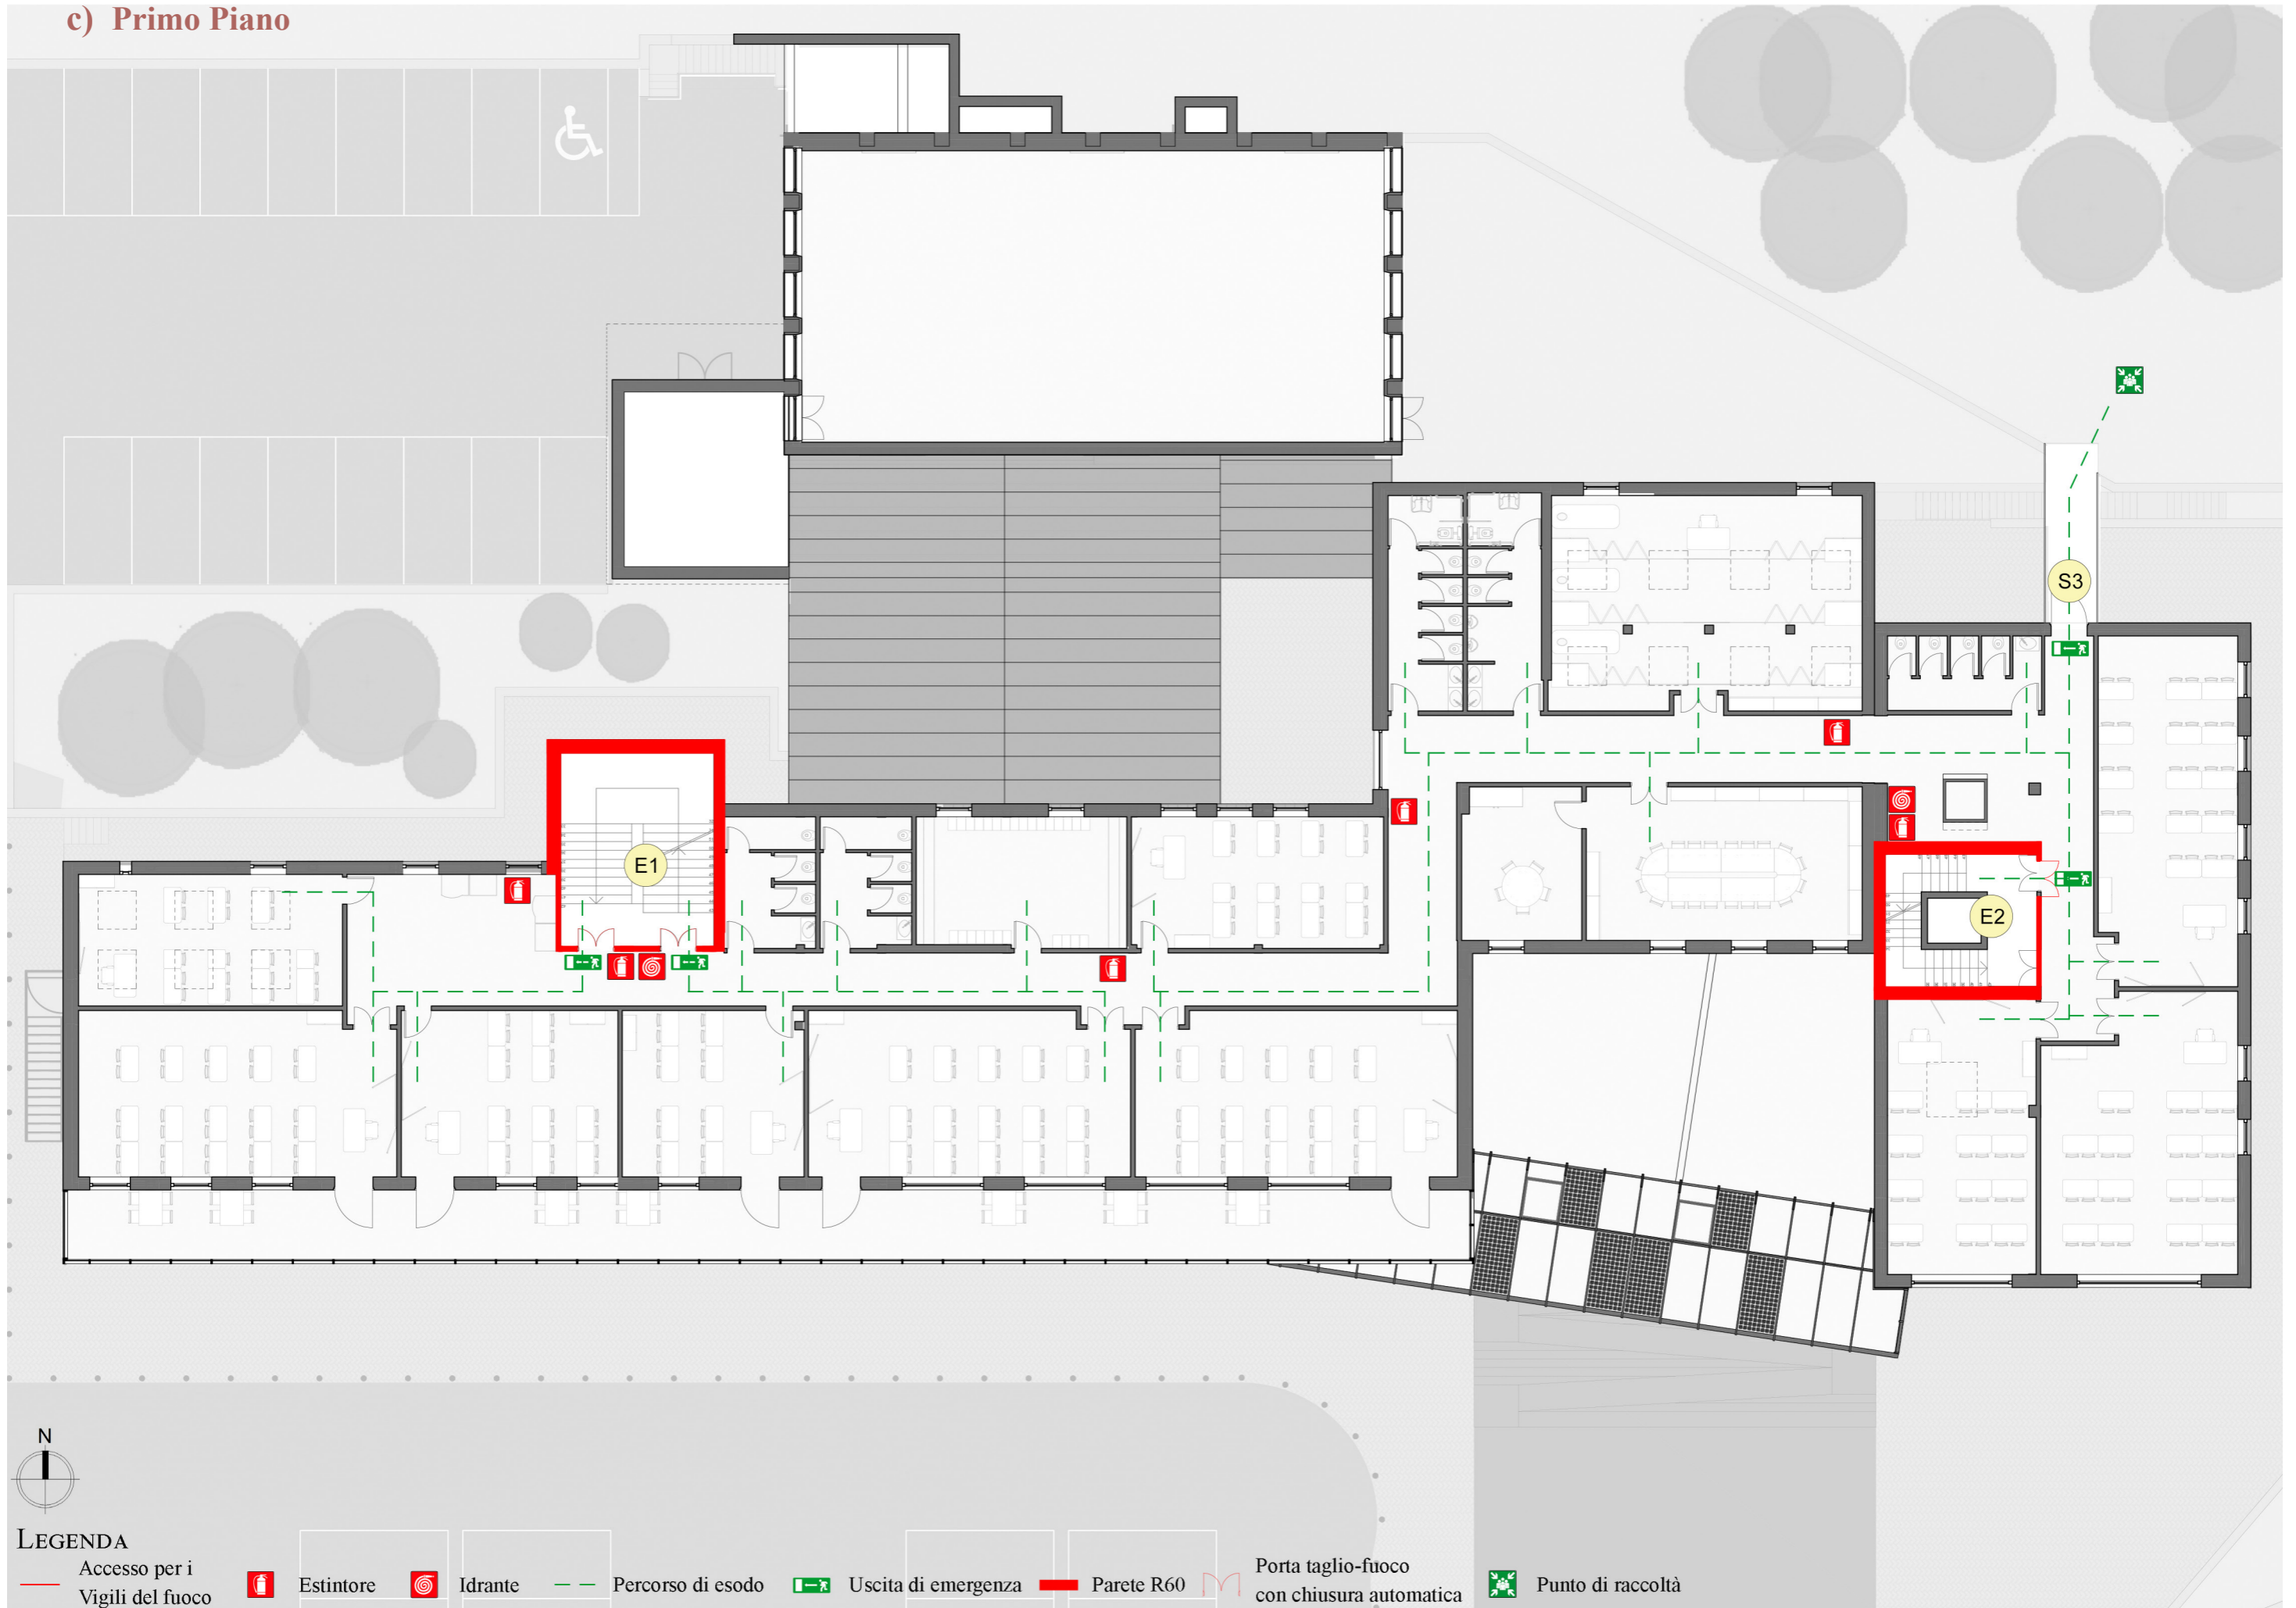 c) Primo Piano
S3
E1
E2
N
LEGENDA
Accesso per i
Vigili del fuoco
Estintore
Idrante
Percorso di esodo
Uscita di emergenza
Parete R60
Porta taglio-fuoco
con chiusura automatica
Punto di raccoltà